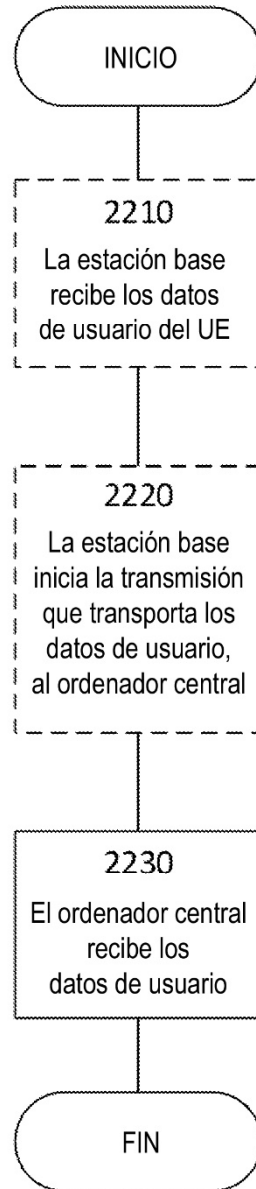 INICIO
2210
La estación base
recibe los datos
de usuario del UE
2220
La estación base
inicia la transmisión
que transporta los
datos de usuario,
al ordenador central
2230
El ordenador central
recibe los
datos de usuario
FIN